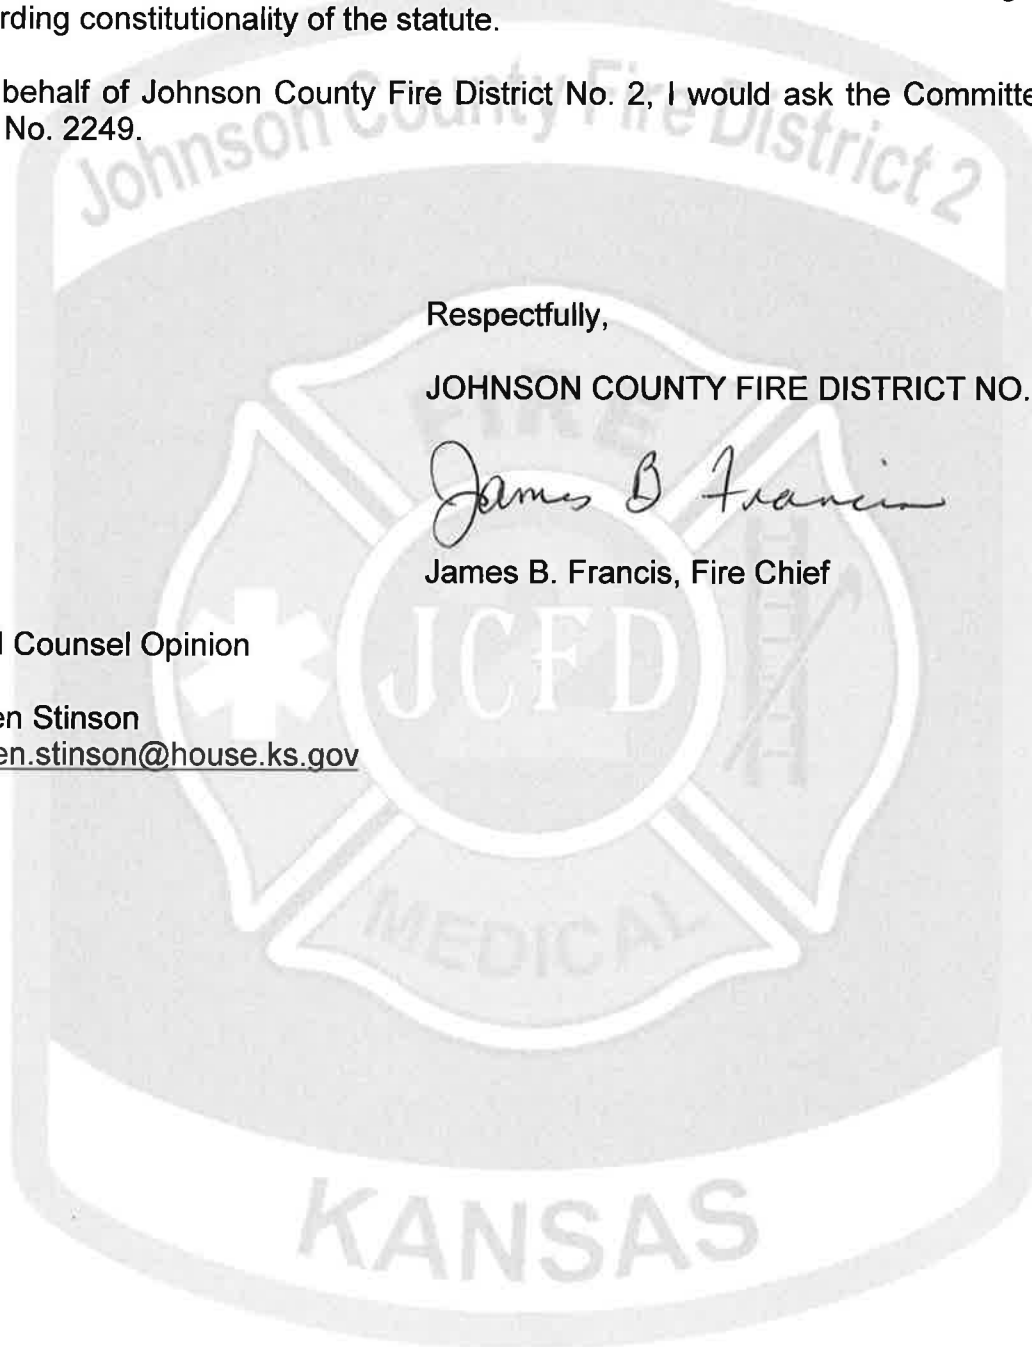 rding constitutionality of the statute.
behalf of Johnson County Fire District No. 2, I would ask the Committe
No. 2249.
Johnson County Fire District 2
Respectfully,
JOHNSON COUNTY FIRE DISTRICT NO.
FIRE
James B Francis
James B. Francis, Fire Chief
JCFD
l Counsel Opinion
en Stinson
en.stinson@house.ks.gov
MEDICAL
KANSAS